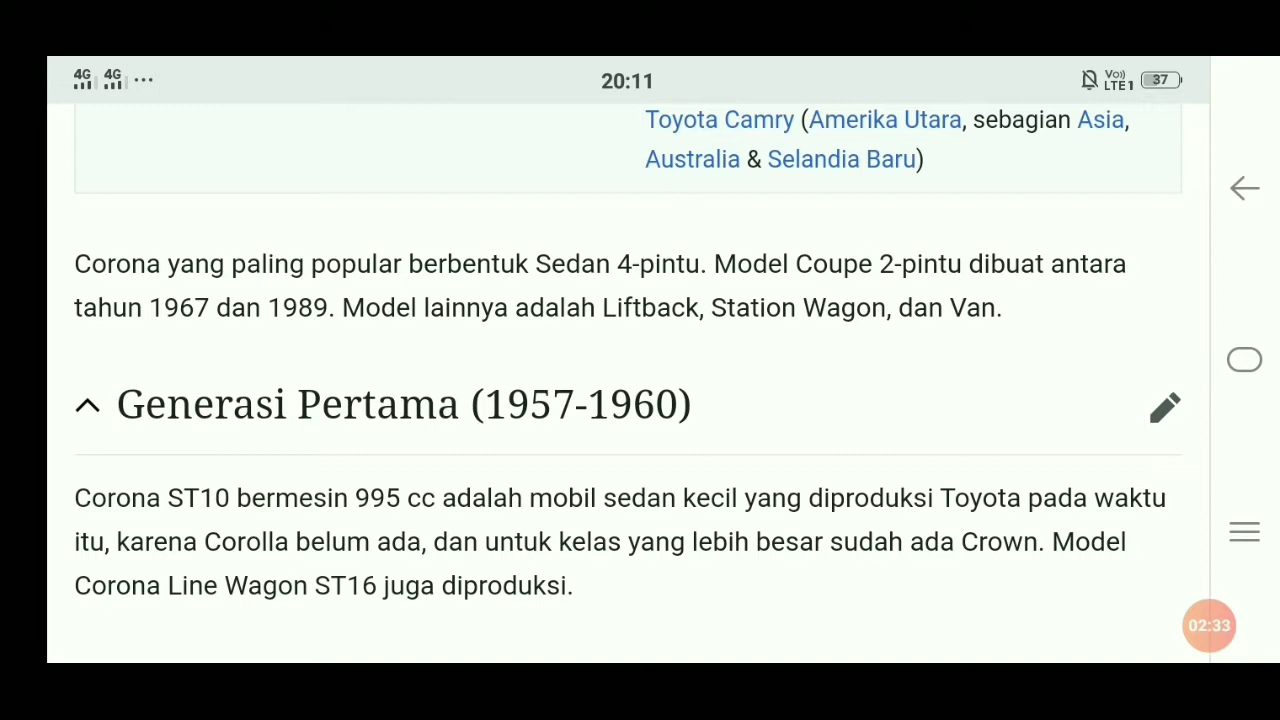 4G 4G ... 20:11 Vo)) LTE 1 37
Toyota Camry (Amerika Utara, sebagian Asia,
Australia & Selandia Baru)
Corona yang paling popular berbentuk Sedan 4-pintu. Model Coupe 2-pintu dibuat antara
tahun 1967 dan 1989. Model lainnya adalah Liftback, Station Wagon, dan Van.
Generasi Pertama (1957-1960)
Corona ST10 bermesin 995 cc adalah mobil sedan kecil yang diproduksi Toyota pada waktu
itu, karena Corolla belum ada, dan untuk kelas yang lebih besar sudah ada Crown. Model
Corona Line Wagon ST16 juga diproduksi.
02:33